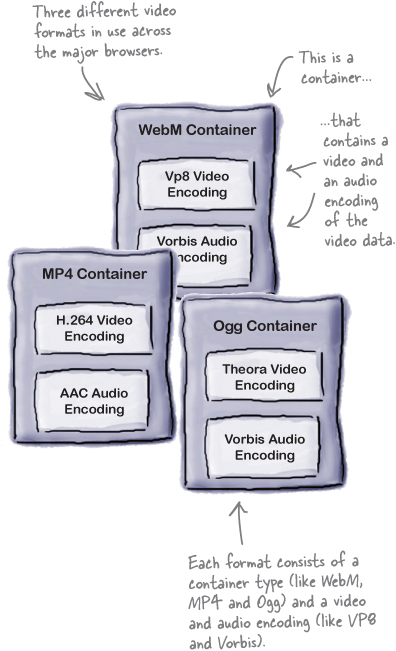 Three different video
formats in use across
the major browsers.
This is a
container...
...that
contains a
video and
an audio
encoding
of the
video data.
WebM Container
Vp8 Video
Encoding
Vorbis Audio
ncoding
MP4 Container
H.264 Video
Encoding
AAC Audio
Encoding
Ogg Container
Theora Video
Encoding
Vorbis Audio
Encoding
Each format consists of a
container type (like WebM,
MP4 and Ogg) and a video
and audio encoding (like VP8
and Vorbis).